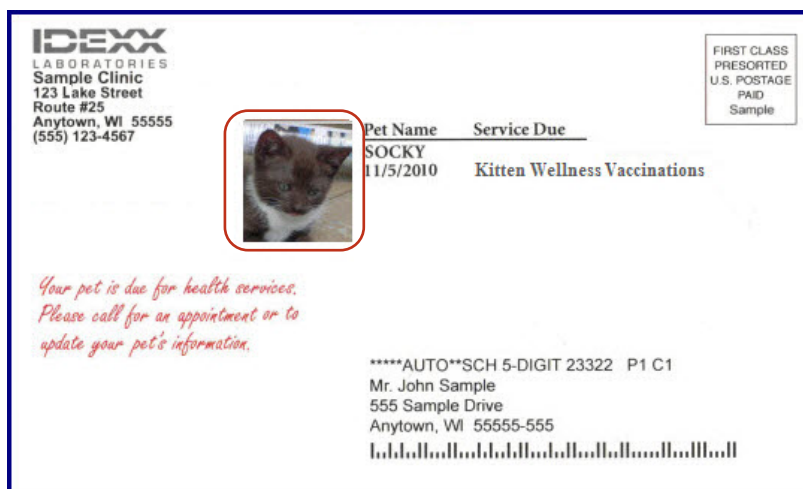 IDEXX
LABORATORIES
Sample Clinic
123 Lake Street
Route #25
Anytown, WI 55555
(555) 123-4567
FIRST CLASS
PRESORTED
U.S. POSTAGE
PAID
Sample
Pet Name Service Due
SOCKY
11/5/2010 Kitten Wellness Vaccinations
Your pet is due for health services.
Please call for an appointment or to
update your pet's information.
*****AUTO**SCH 5-DIGIT 23322 P1 C1
Mr. John Sample
555 Sample Drive
Anytown, WI 55555-555